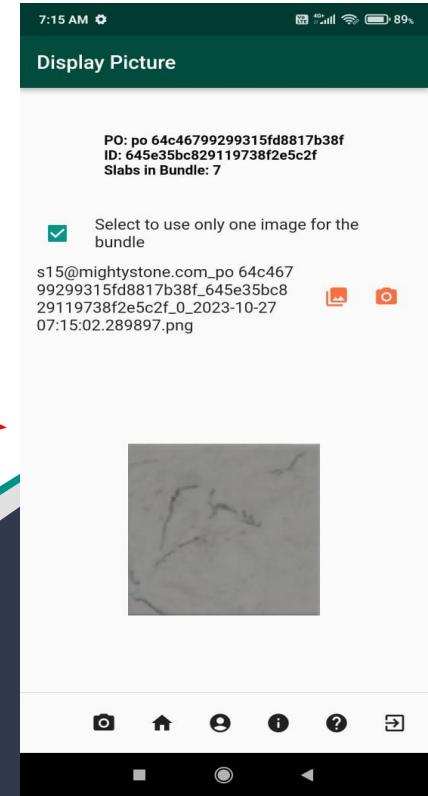 7:15 AM 89%
Display Picture
PO: po 64c46799299315fd8817b38f
ID: 645e35bc829119738f2e5c2f
Slabs in Bundle: 7
Select to use only one image for the
bundle
s15@mightystone.com_po 64c467
99299315fd8817b38f_645e35bc8
29119738f2e5c2f_0_2023-10-27
07:15:02.289897.png